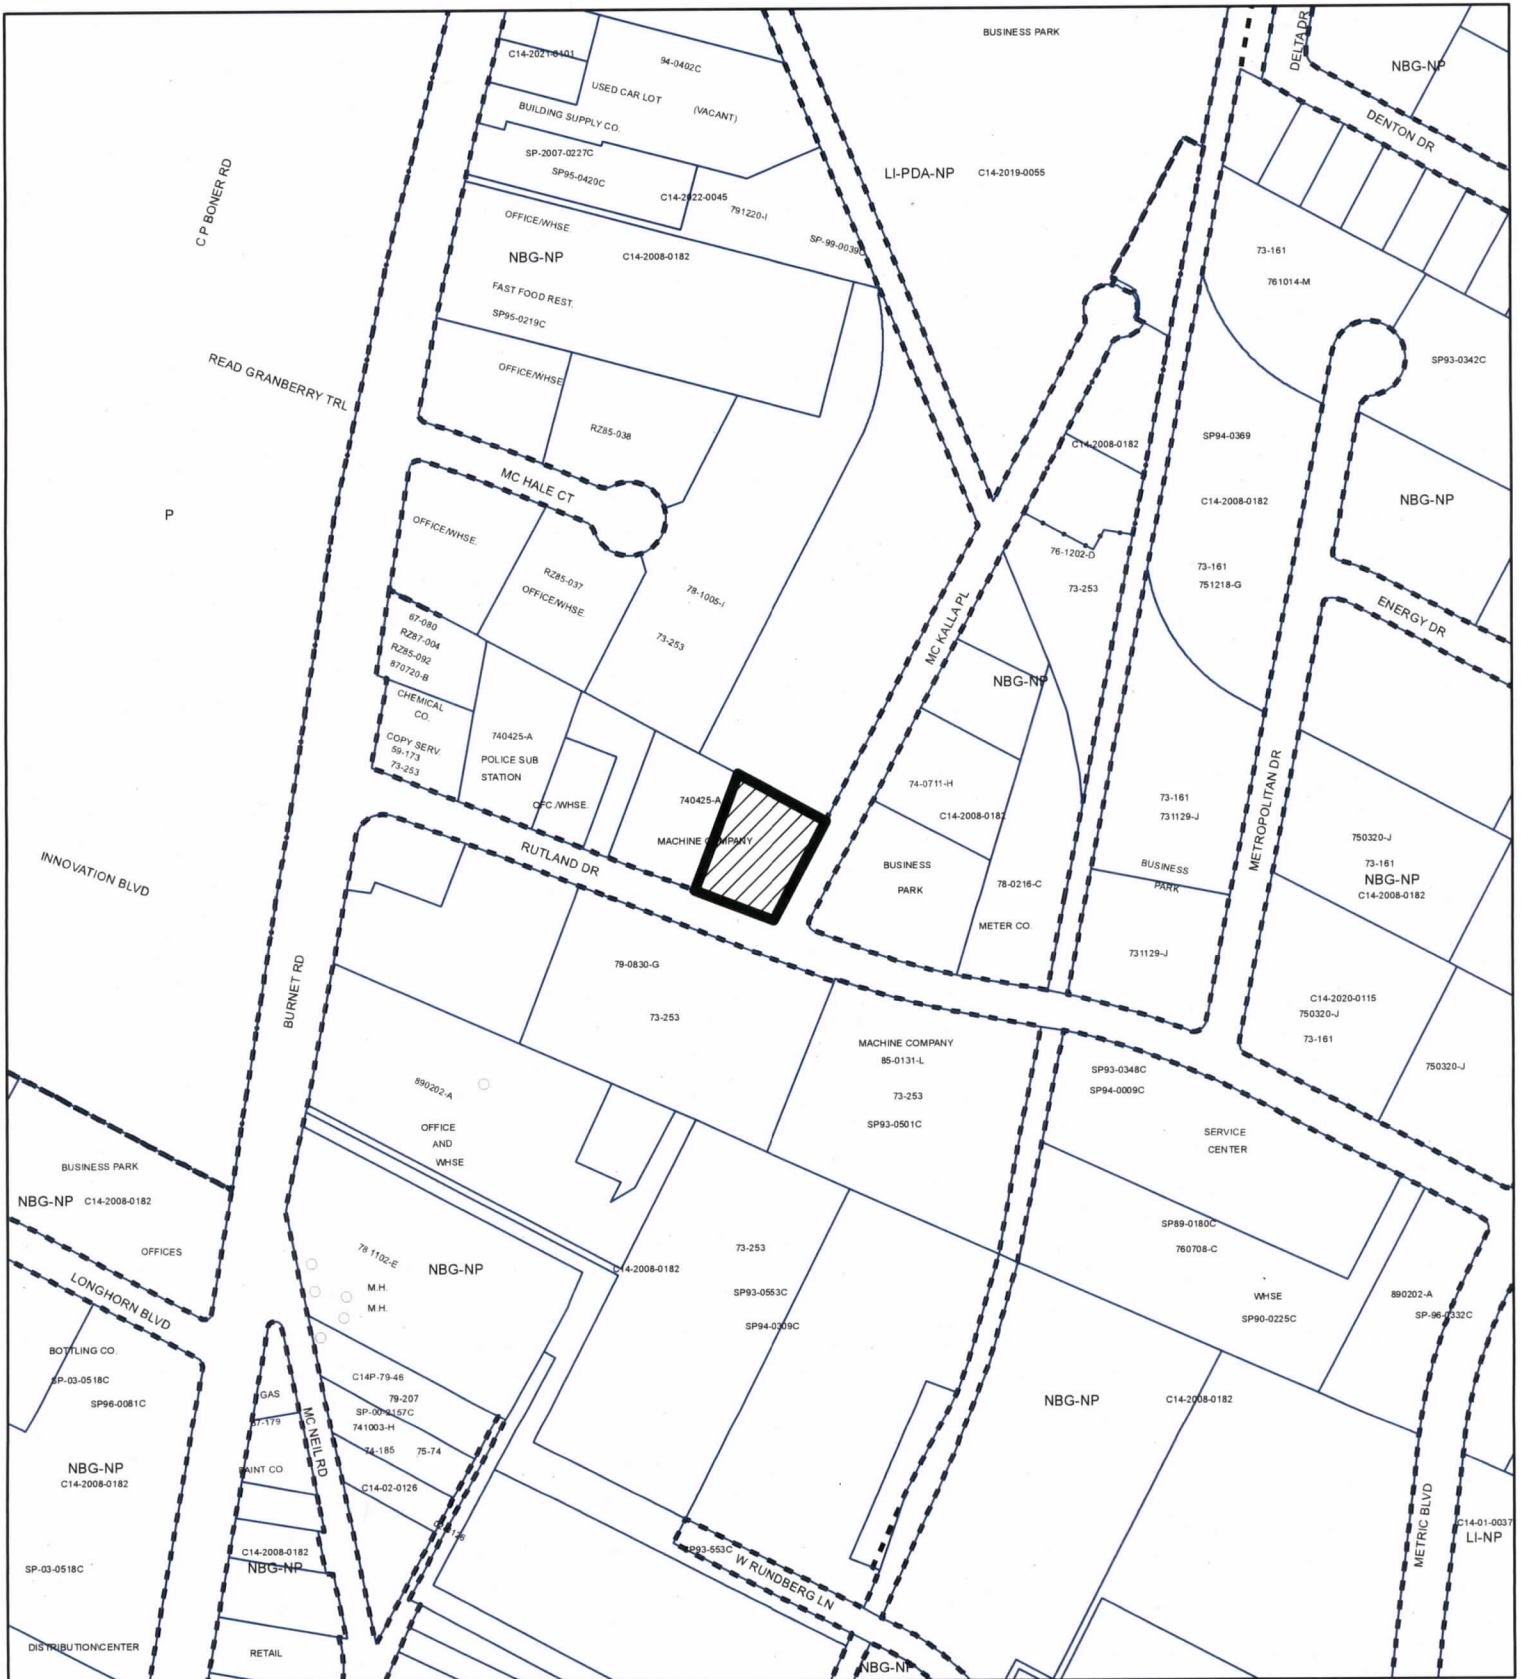 BUSINESS PARK
DELTA DR
NBG-NP
C14-2021-0101
94-0402C
USED CAR LOT
(VACANT)
BUILDING SUPPLY CO.
DENTON DR
SP-2007-0227C
SP95-0420C
C14-2022-0045
791220-I
LI-PDA-NP
C14-2019-0055
C P BONER RD
OFFICE/WHSE.
SP-99-0039C
NBG-NP
C14-2008-0182
73-161
761014-M
FAST FOOD REST.
SP95-0219C
READ GRANBERRY TRL
OFFICE/WHSE
SP93-0342C
RZ85-038
C14-2008-0182
SP94-0369
MC HALE CT
C14-2008-0182
NBG-NP
P
OFFICE/WHSE.
76-1202-D
73-253
73-161
751218-G
RZ85-037
OFFICE/WHSE.
78-1005-I
73-253
MC KALLA PL
ENERGY DR
67-080
RZ87-004
RZ85-092
870720-B
NBG-NP
CHEMICAL
CO.
COPY SERV.
59-173
73-253
740425-A
POLICE SUB
STATION
OFC./WHSE.
740425-A
MACHINE COMPANY
74-0711-H
C14-2008-0182
73-161
731129-J
METROPOLITAN DR
750320-J
73-161
NBG-NP
C14-2008-0182
RUTLAND DR
INNOVATION BLVD
BUSINESS
PARK
78-0216-C
METER CO.
BUSINESS
PARK
731129-J
BURNET RD
79-0830-G
73-253
C14-2020-0115
750320-J
73-161
750320-J
MACHINE COMPANY
85-0131-L
73-253
SP93-0501C
SP93-0348C
SP94-0009C
890202-A
OFFICE
AND
WHSE
SERVICE
CENTER
BUSINESS PARK
NBG-NP
C14-2008-0182
OFFICES
SP89-0180C
760708-C
78 1102-E
M.H.
M.H.
NBG-NP
C14-2008-0182
73-253
SP93-0553C
SP94-0309C
WHSE
SP90-0225C
890202-A
SP-96-0332C
LONGHORN BLVD
BOTTLING CO.
SP-03-0518C
SP96-0081C
GAS
67-179
PAINT CO
MC NEIL RD
C14P-79-46
79-207
SP-00-2157C
741003-H
74-185
75-74
C14-02-0126
NBG-NP
C14-2008-0182
NBG-NP
C14-2008-0182
METRIC BLVD
C14-01-0037
LI-NP
SP93-553C
W RUNDBERG LN
C14-2008-0182
NBG-NP
SP-03-0518C
DISTRIBUTION CENTER
RETAIL
NBG-NP